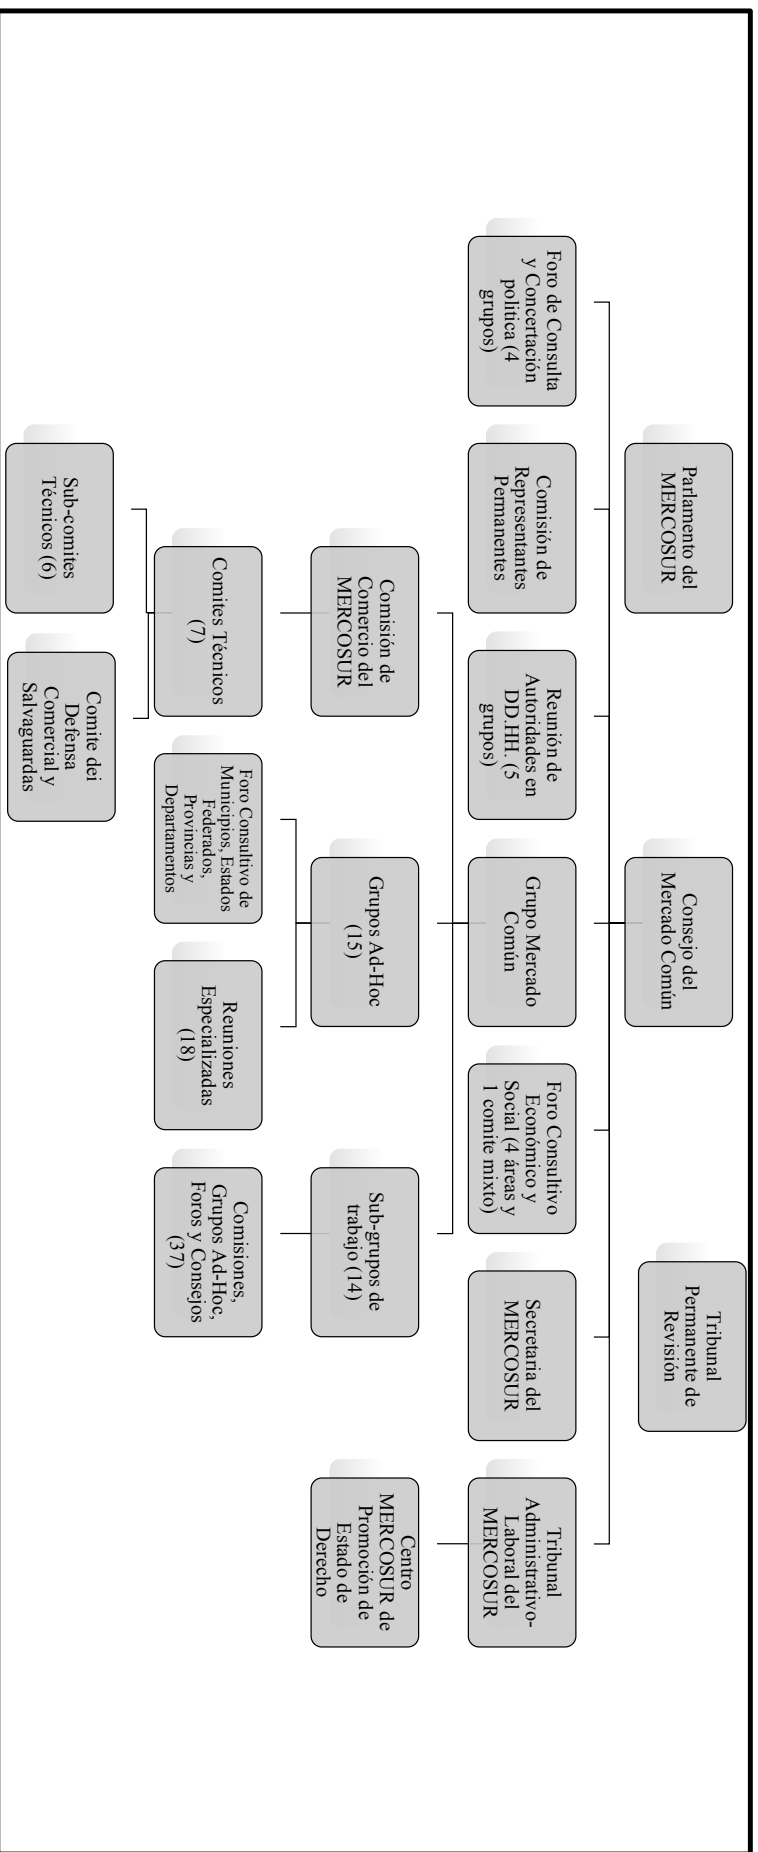 Parlamento del
MERCOSUR
Consejo del
Mercado Común
Tribunal
Permanente de
Revisión
Foro de Consulta
y Concertación
politica (4
grupos)
Comisión de
Representantes
Permanentes
Reunión de
Autoridades en
DD.HH. (5
grupos)
Grupo Mercado
Común
Foro Consultivo
Económico y
Social (4 áreas y
1 comite mixto)
Secretaria del
MERCOSUR
Tribunal
Administrativo-
Laboral del
MERCOSUR
Comisión de
Comercio del
MERCOSUR
Grupos Ad-Hoc
(15)
Sub-grupos de
trabajo (14)
Centro
MERCOSUR de
Promoción de
Estado de
Derecho
Comites Técnicos
(7)
Foro Consultivo de
Municipios, Estados
Federados,
Provincias y
Departamentos
Reuniones
Especializadas
(18)
Comisiones,
Grupos Ad-Hoc,
Foros y Consejos
(37)
Sub-comites
Técnicos (6)
Comite dei
Defensa
Comercial y
Salvaguardas